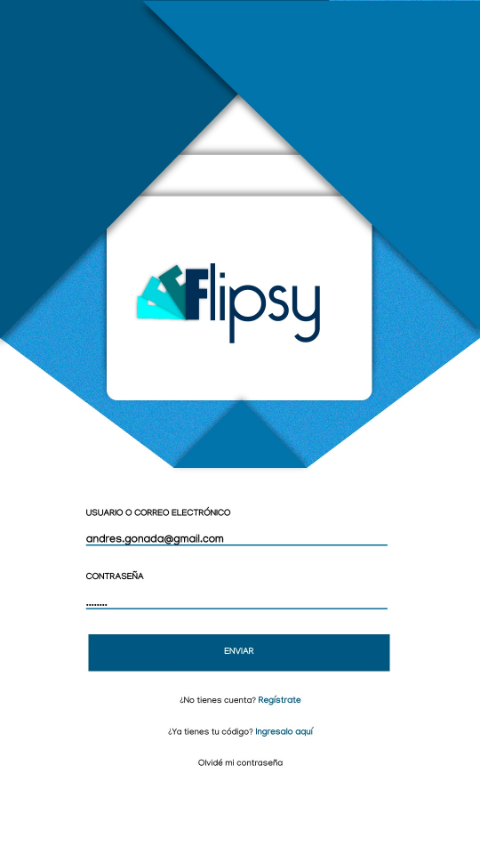 Flipsy
USUARIO O CORREO ELECTRÓNICO
andres.gonada@gmail.com
CONTRASEÑA
........
ENVIAR
¿No tienes cuenta? Regístrate
¿Ya tienes tu código? Ingresalo aquí
Olvidé mi contraseña